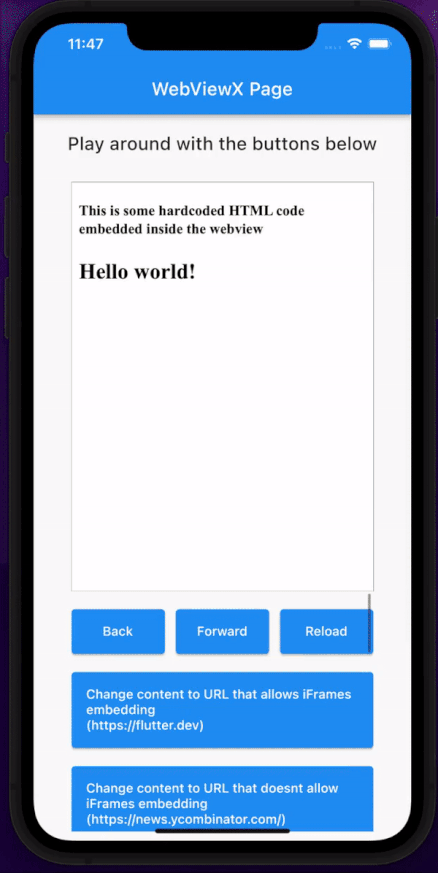 11:47
WebViewX Page
Play around with the buttons below
This is some hardcoded HTML code
embedded inside the webview
Hello world!
Back Forward Reload
Change content to URL that allows iFrames
embedding
(https://flutter.dev)
Change content to URL that doesnt allow
iFrames embedding
(https://news.ycombinator.com/)